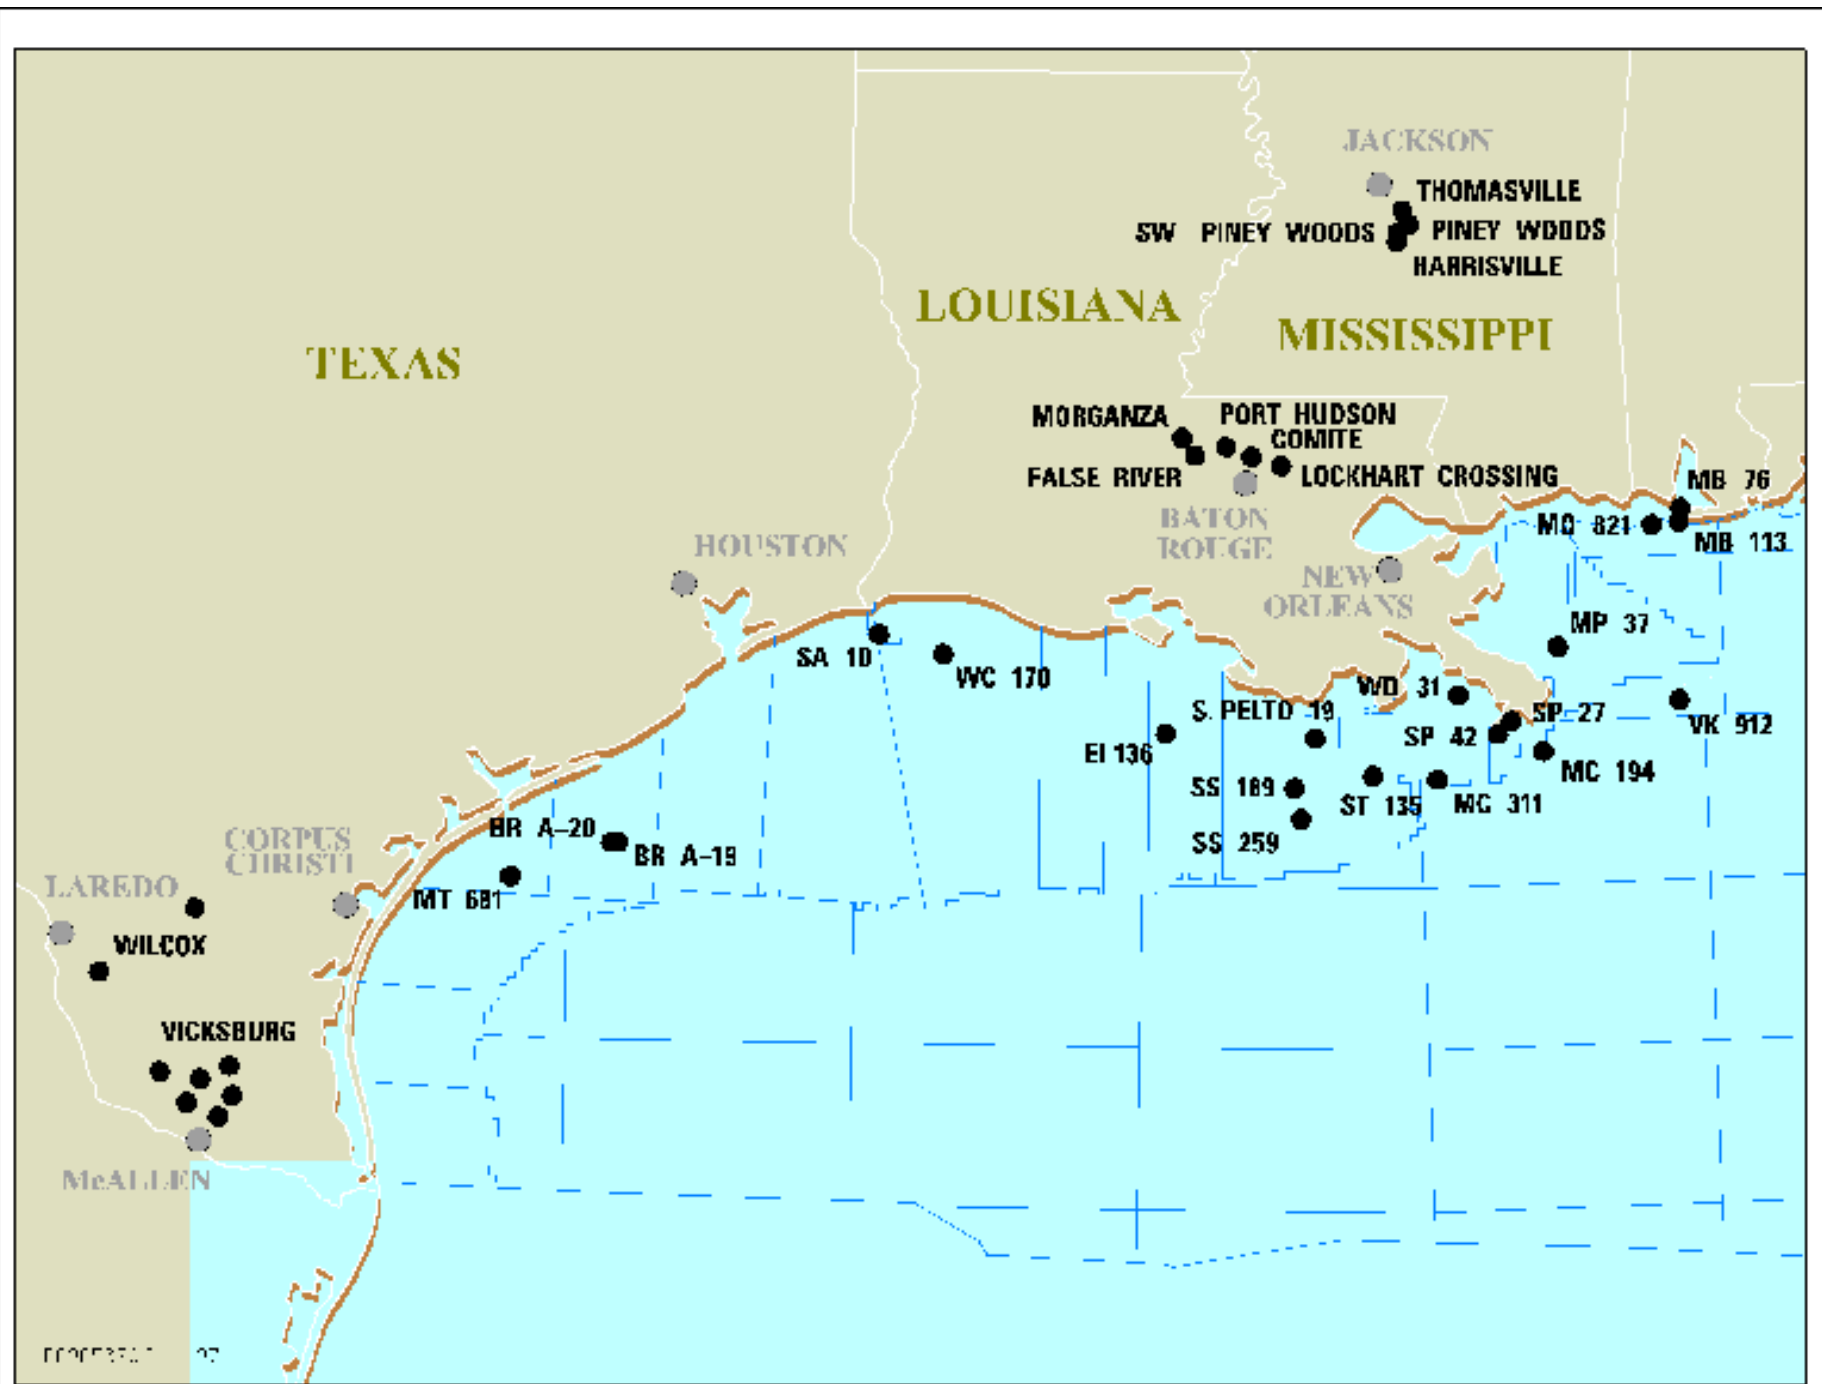 JACKSON
THOMASVILLE
SW PINEY WOODS
PINEY WOODS
HARRISVILLE
LOUISIANA
MISSISSIPPI
TEXAS
MORGANZA
PORT HUDSON
COMITE
FALSE RIVER
LOCKHART CROSSING
MB 76
BATON
ROUGE
MO 821
MB 113
HOUSTON
NEW
ORLEANS
MP 37
SA 10
WC 170
WD 31
S. PELTO 19
SP 27
SP 42
VK 912
EI 136
MC 194
SS 189
ST 135
MC 311
SS 259
BR A-20
BR A-19
CORPUS
CHRISTI
LAREDO
MT 681
WILCOX
VICKSBURG
McALLEN